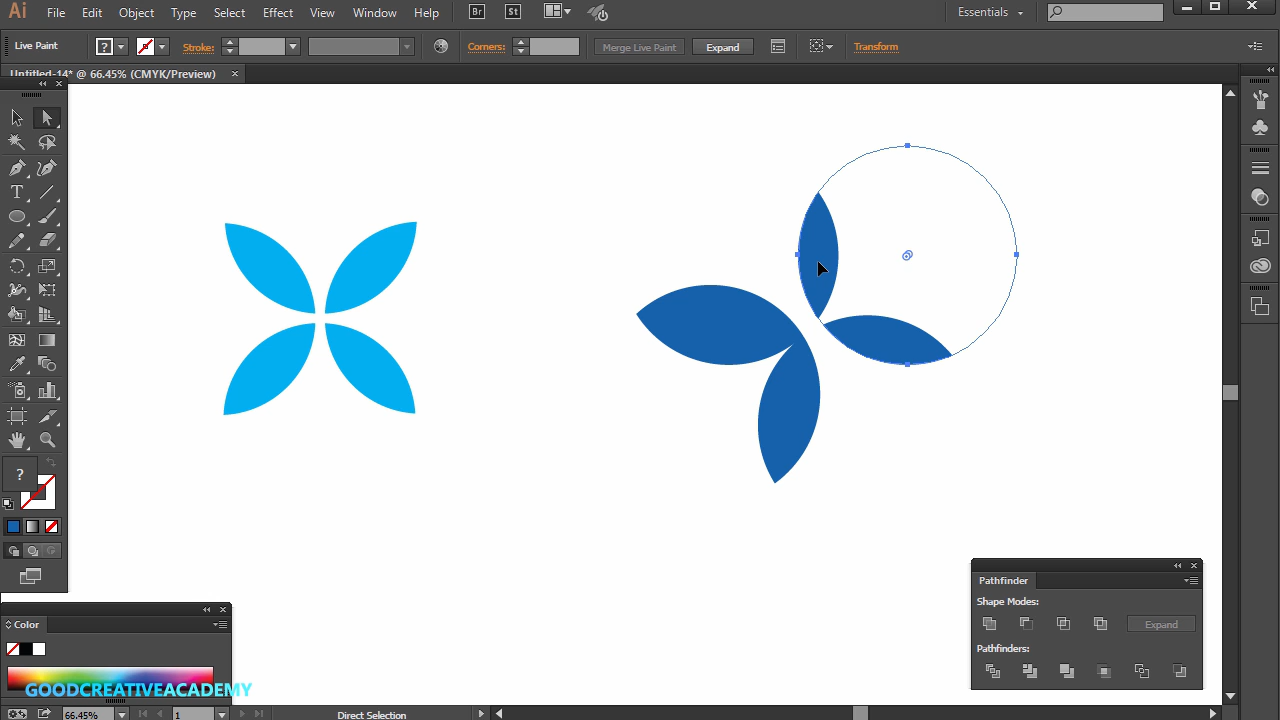 Ai File Edit Object Type Select Effect View Window Help Br St Essentials
Live Paint ? Stroke: Corners: Merge Live Paint Expand Transform
Untitled-14* @ 66.45% (CMYK/Preview) ×
T
?
Pathfinder
Shape Modes:
Expand
Pathfinders:
Color
GOODCREATIVEACADEMY
66.45% 1 Direct Selection